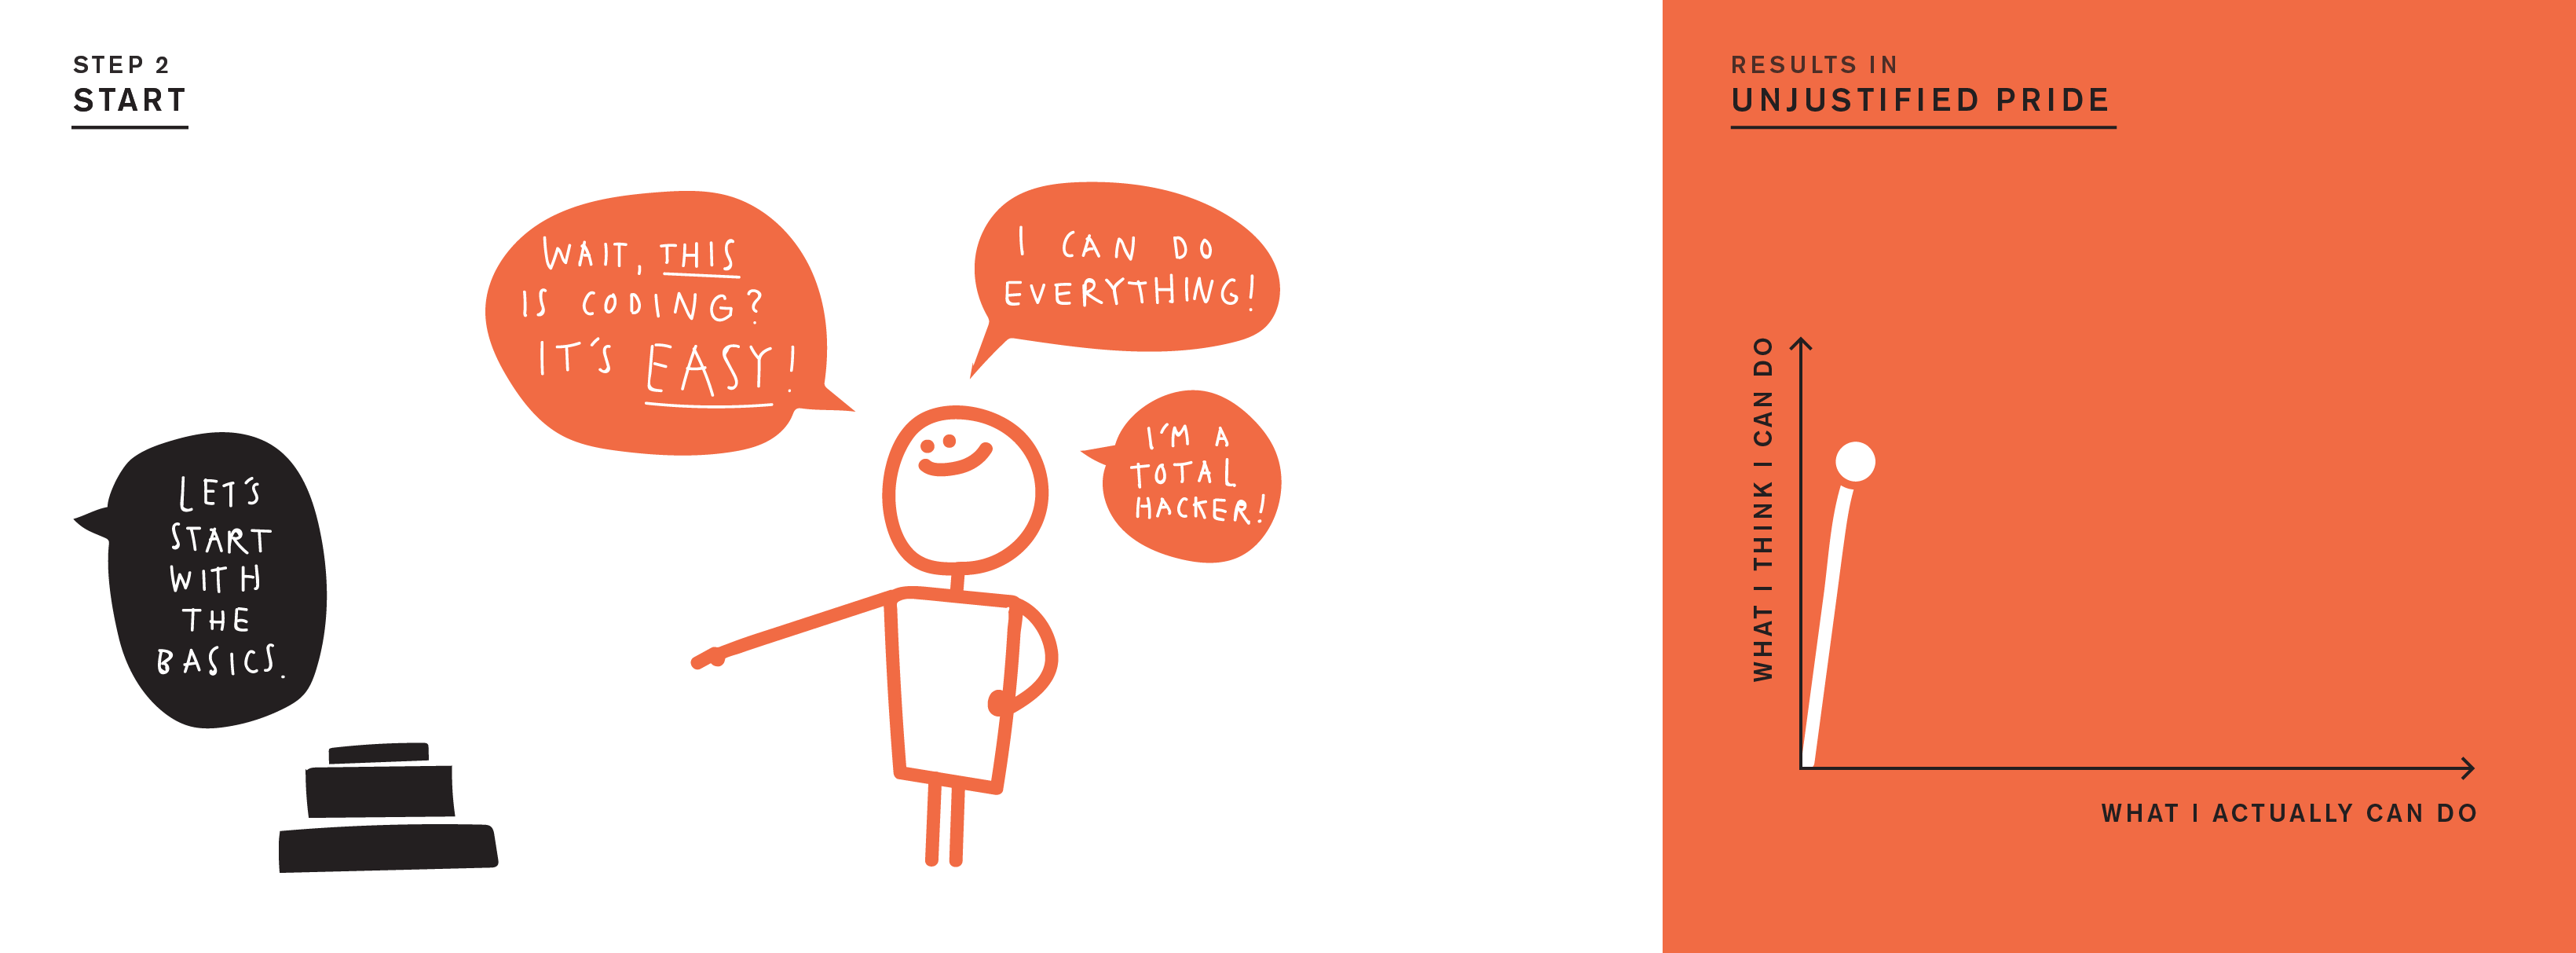 STEP 2
START
LET'S
START
WITH
THE
BASICS.
WAIT, THIS
IS CODING?
IT'S EASY!
I CAN DO
EVERYTHING!
I'M A
TOTAL
HACKER!
RESULTS IN
UNJUSTIFIED PRIDE
WHAT I THINK I CAN DO
WHAT I ACTUALLY CAN DO